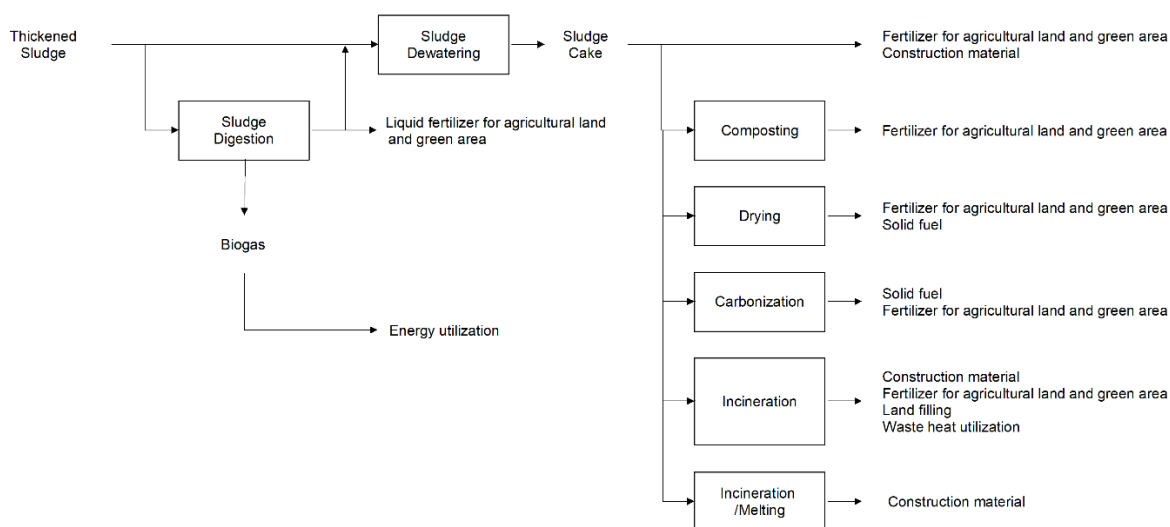 Thickened
Sludge
Sludge
Dewatering
Sludge
Cake
Fertilizer for agricultural land and green area
Construction material
Sludge
Digestion
Liquid fertilizer for agricultural land
and green area
Composting
Fertilizer for agricultural land and green area
Drying
Fertilizer for agricultural land and green area
Solid fuel
Biogas
Carbonization
Solid fuel
Fertilizer for agricultural land and green area
Energy utilization
Incineration
Construction material
Fertilizer for agricultural land and green area
Land filling
Waste heat utilization
Incineration
/Melting
Construction material